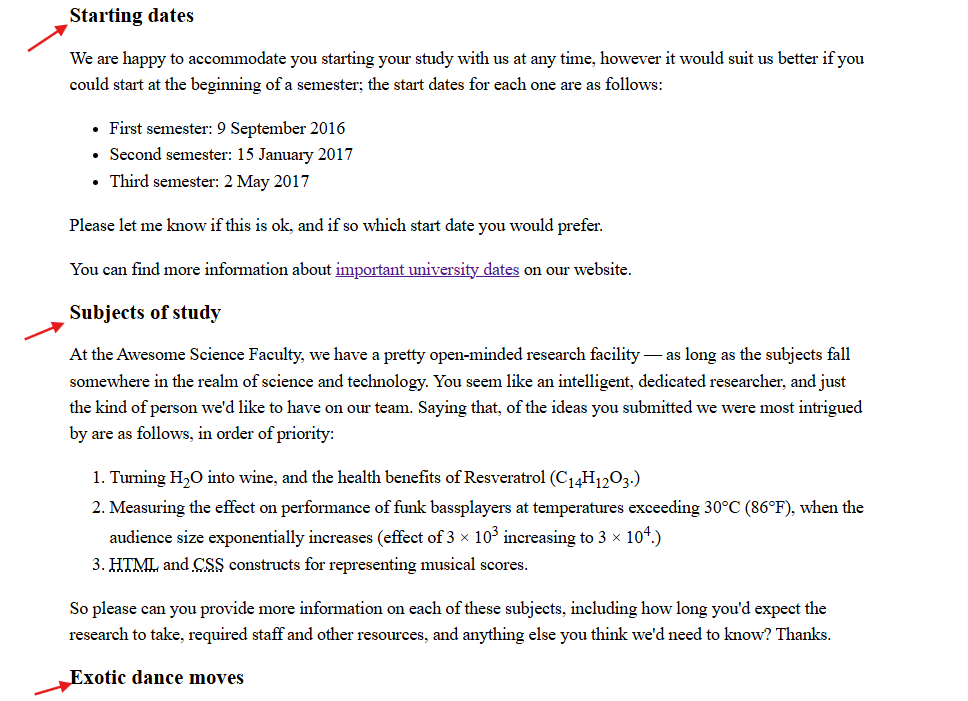 Starting dates
We are happy to accommodate you starting your study with us at any time, however it would suit us better if you
could start at the beginning of a semester; the start dates for each one are as follows:
• First semester: 9 September 2016
• Second semester: 15 January 2017
• Third semester: 2 May 2017
Please let me know if this is ok, and if so which start date you would prefer.
You can find more information about important university dates on our website.
Subjects of study
At the Awesome Science Faculty, we have a pretty open-minded research facility — as long as the subjects fall
somewhere in the realm of science and technology. You seem like an intelligent, dedicated researcher, and just
the kind of person we'd like to have on our team. Saying that, of the ideas you submitted we were most intrigued
by are as follows, in order of priority:
1. Turning H₂O into wine, and the health benefits of Resveratrol (C₁₄H₁₂O₃.)
2. Measuring the effect on performance of funk bassplayers at temperatures exceeding 30°C (86°F), when the
audience size exponentially increases (effect of 3 × 10³ increasing to 3 × 10⁴.)
3. HTML and CSS constructs for representing musical scores.
So please can you provide more information on each of these subjects, including how long you'd expect the
research to take, required staff and other resources, and anything else you think we'd need to know? Thanks.
Exotic dance moves